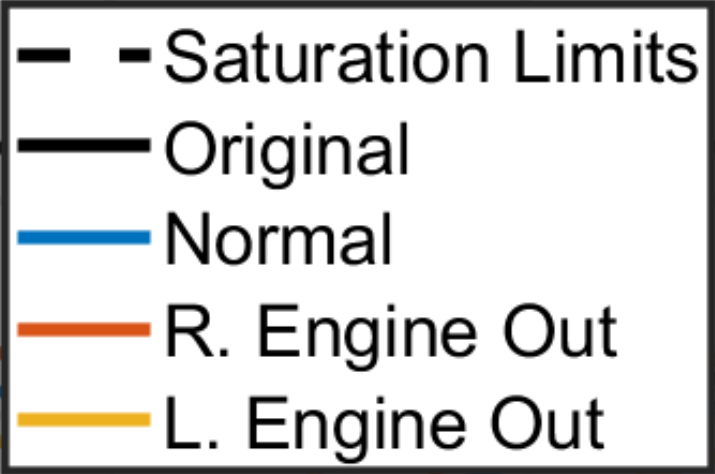 Saturation Limits
Original
Normal
R. Engine Out
L. Engine Out